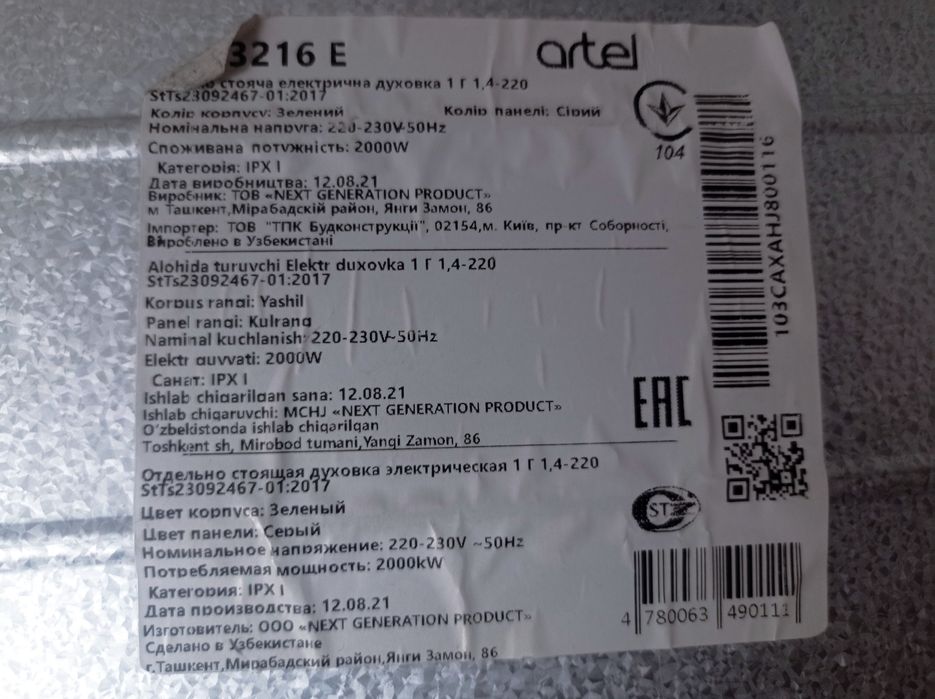 3216 E
artel
стояча електрична духовка 1 Г 1,4-220
StTs23092467-01:2017
Колір корпусу: Зелений Колір панелі: Сірий
Номінальна напруга: 220-230V-50Hz
Споживана потужність: 2000W
Категорія: IPX I
Дата виробництва: 12.08.21
Виробник: ТОВ «NEXT GENERATION PRODUCT»
м Ташкент,Мірабадскій район, Янги Замон, 86
Імпортер: ТОВ "ТПК Будконструкції", 02154,м. Київ, пр-кт Соборності,
Вироблено в Узбекистані
104
103CAXAHJ800116
Alohida turuvchi Elektr duxovka 1 Г 1,4-220
StTs23092467-01:2017
Korpus rangi: Yashil
Panel rangi: Kulrang
Naminal kuchlanish: 220-230V~50Hz
Elektr quvvati: 2000W
Санат: IPX I
Ishlab chiqarilgan sana: 12.08.21
Ishlab chiqaruvchi: MCHJ «NEXT GENERATION PRODUCT»
O'zbekistonda ishlab chiqarilgan
Toshkent sh, Mirobod tumani,Yangi Zamon, 86
EAC
Отдельно стоящая духовка электрическая 1 Г 1,4-220
StTs23092467-01:2017
Цвет корпуса: Зеленый
Цвет панели: Серый
Номинальное напряжение: 220-230V ~50Hz
Потребляемая мощность: 2000kW
Категория: IPX I
Дата производства: 12.08.21
Изготовитель: ООО «NEXT GENERATION PRODUCT»
Сделано в Узбекистане
г.Ташкент,Мирабадский район,Янги Замон, 86
ST
4 780063 490111